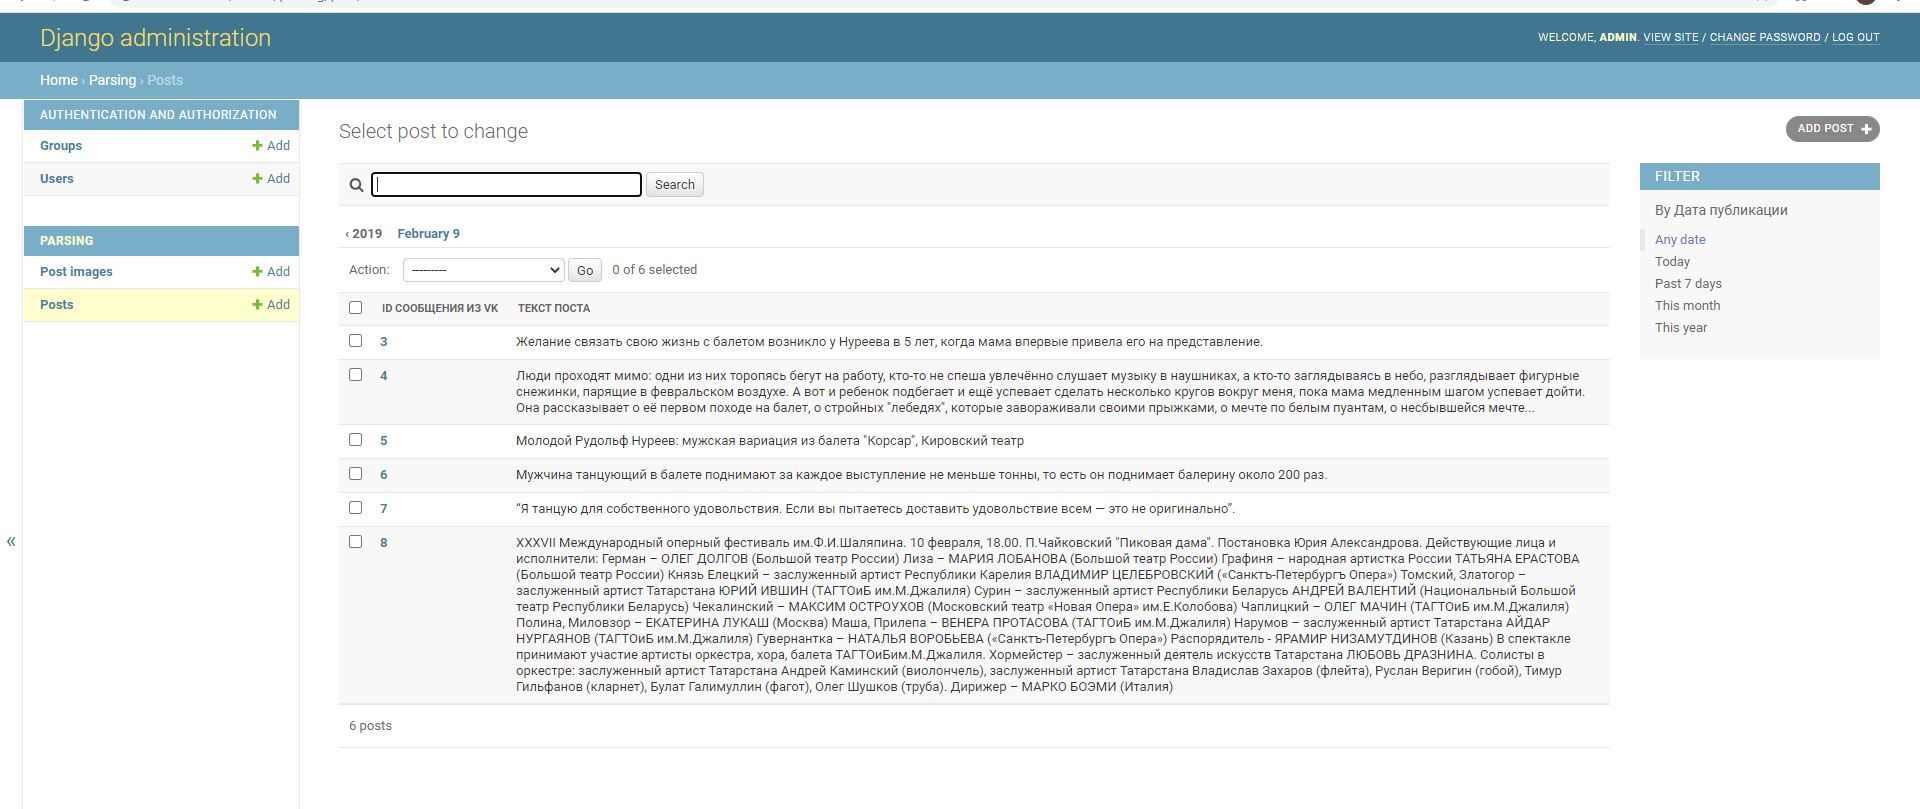 Django administration
WELCOME, ADMIN. VIEW SITE / CHANGE PASSWORD / LOG OUT
Home › Parsing › Posts
AUTHENTICATION AND AUTHORIZATION
Groups + Add
Users + Add
PARSING
Post images + Add
Posts + Add
«
Select post to change
ADD POST +
Search
‹ 2019 February 9
Action: --------- Go 0 of 6 selected
ID СООБЩЕНИЯ ИЗ VK ТЕКСТ ПОСТА
3 Желание связать свою жизнь с балетом возникло у Нуреева в 5 лет, когда мама впервые привела его на представление.
4 Люди проходят мимо: одни из них торопясь бегут на работу, кто-то не спеша увлечённо слушает музыку в наушниках, а кто-то заглядываясь в небо, разглядывает фигурные
снежинки, парящие в февральском воздухе. А вот и ребенок подбегает и ещё успевает сделать несколько кругов вокруг меня, пока мама медленным шагом успевает дойти.
Она рассказывает о её первом походе на балет, о стройных "лебедях", которые завораживали своими прыжками, о мечте по белым пуантам, о несбывшейся мечте...
5 Молодой Рудольф Нуреев: мужская вариация из балета "Корсар", Кировский театр
6 Мужчина танцующий в балете поднимают за каждое выступление не меньше тонны, то есть он поднимает балерину около 200 раз.
7 “Я танцую для собственного удовольствия. Если вы пытаетесь доставить удовольствие всем — это не оригинально”.
8 XXXVII Международный оперный фестиваль им.Ф.И.Шаляпина. 10 февраля, 18.00. П.Чайковский "Пиковая дама". Постановка Юрия Александрова. Действующие лица и
исполнители: Герман – ОЛЕГ ДОЛГОВ (Большой театр России) Лиза – МАРИЯ ЛОБАНОВА (Большой театр России) Графиня – народная артистка России ТАТЬЯНА ЕРАСТОВА
(Большой театр России) Князь Елецкий – заслуженный артист Республики Карелия ВЛАДИМИР ЦЕЛЕБРОВСКИЙ («Санктъ-Петербургъ Опера») Томский, Златогор –
заслуженный артист Татарстана ЮРИЙ ИВШИН (ТАГТОиБ им.М.Джалиля) Сурин – заслуженный артист Республики Беларусь АНДРЕЙ ВАЛЕНТИЙ (Национальный Большой
театр Республики Беларусь) Чекалинский – МАКСИМ ОСТРОУХОВ (Московский театр «Новая Опера» им.Е.Колобова) Чаплицкий – ОЛЕГ МАЧИН (ТАГТОиБ им.М.Джалиля)
Полина, Миловзор – ЕКАТЕРИНА ЛУКАШ (Москва) Маша, Прилепа – ВЕНЕРА ПРОТАСОВА (ТАГТОиБ им.М.Джалиля) Нарумов – заслуженный артист Татарстана АЙДАР
НУРГАЯНОВ (ТАГТОиБ им.М.Джалиля) Гувернантка – НАТАЛЬЯ ВОРОБЬЕВА («Санктъ-Петербургъ Опера») Распорядитель - ЯРАМИР НИЗАМУТДИНОВ (Казань) В спектакле
принимают участие артисты оркестра, хора, балета ТАГТОиБим.М.Джалиля. Хормейстер – заслуженный деятель искусств Татарстана ЛЮБОВЬ ДРАЗНИНА. Солисты в
оркестре: заслуженный артист Татарстана Андрей Каминский (виолончель), заслуженный артист Татарстана Владислав Захаров (флейта), Руслан Веригин (гобой), Тимур
Гильфанов (кларнет), Булат Галимуллин (фагот), Олег Шушков (труба). Дирижер – МАРКО БОЭМИ (Италия)
6 posts
FILTER
By Дата публикации
Any date
Today
Past 7 days
This month
This year